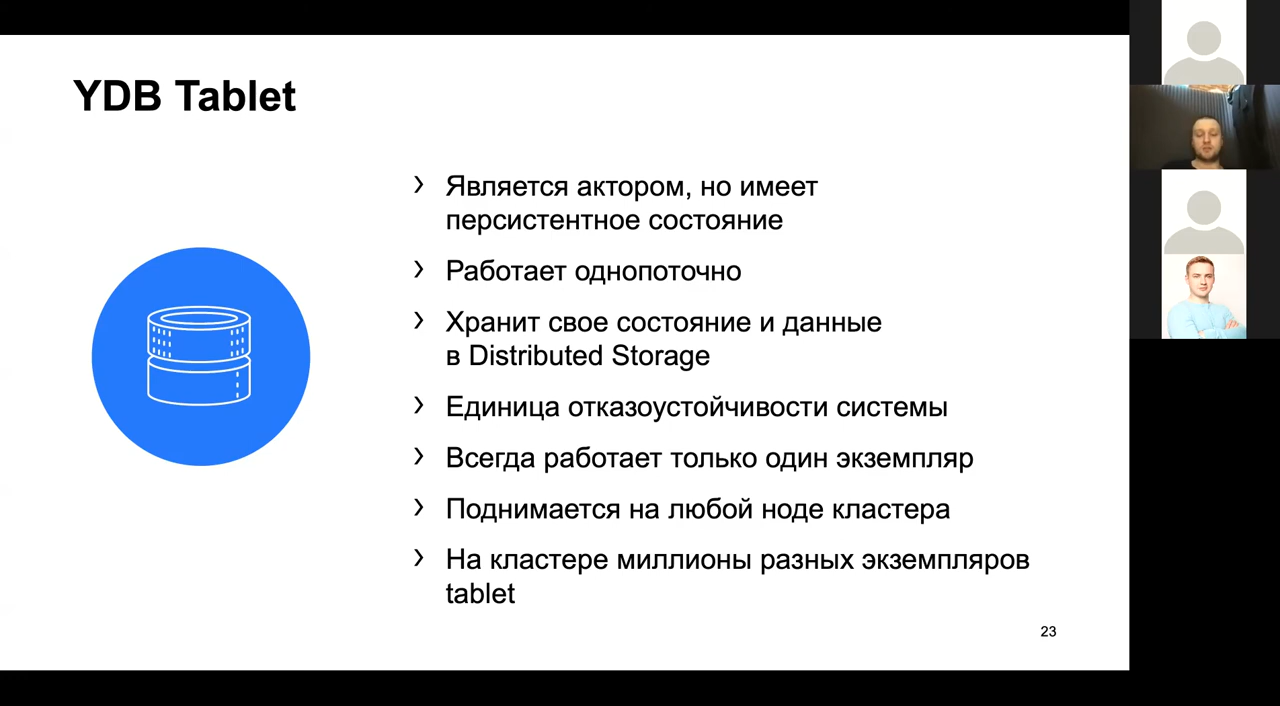 YDB Tablet
› Является актором, но имеет
персистентное состояние
› Работает однопоточно
› Хранит свое состояние и данные
в Distributed Storage
› Единица отказоустойчивости системы
› Всегда работает только один экземпляр
› Поднимается на любой ноде кластера
› На кластере миллионы разных экземпляров
tablet
23